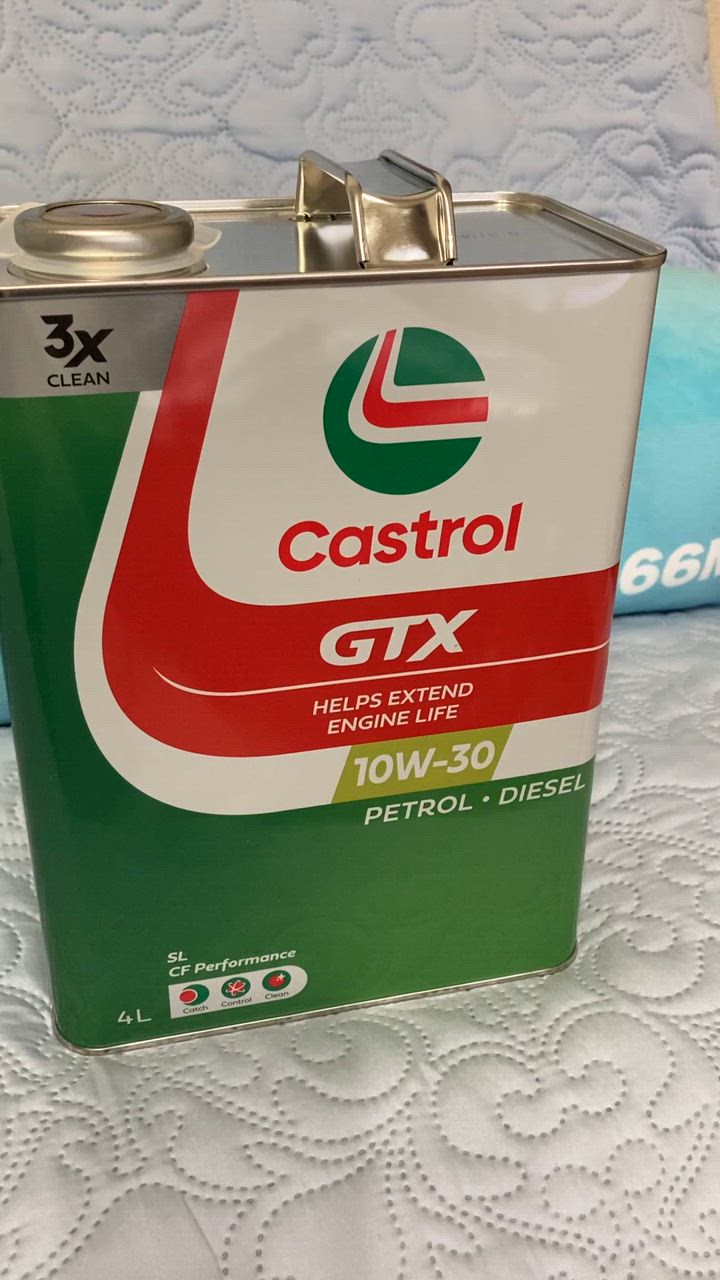 3X
CLEAN
Castrol
GTX
HELPS EXTEND
ENGINE LIFE
10W-30
PETROL • DIESEL
SL
CF Performance
Catch Control Clean
4L
66M